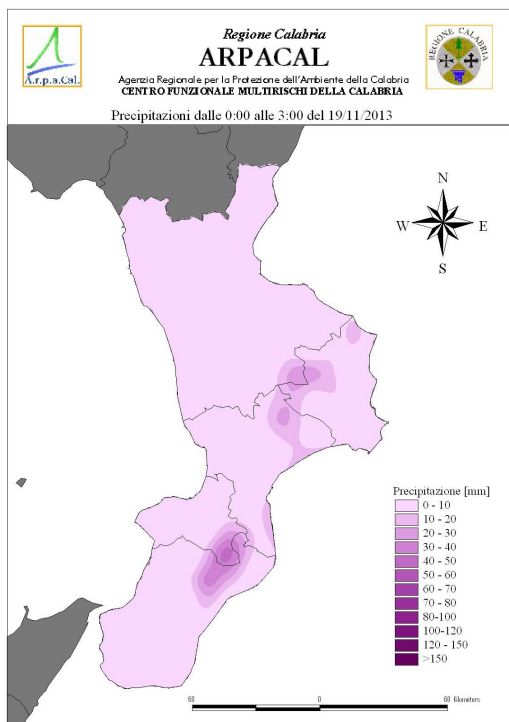 Regione Calabria
ARPACAL
Agenzia Regionale per la Protezione dell'Ambiente della Calabria
CENTRO FUNZIONALE MULTIRISCHI DELLA CALABRIA
A.r.p.a.Cal.
REGIONE CALABRIA
Precipitazioni dalle 0:00 alle 3:00 del 19/11/2013
N
W E
S
Precipitazione [mm]
0 - 10
10 - 20
20 - 30
30 - 40
40 - 50
50 - 60
60 - 70
70 - 80
80-100
100-120
120 - 150
>150
60 0 60 Kilometers